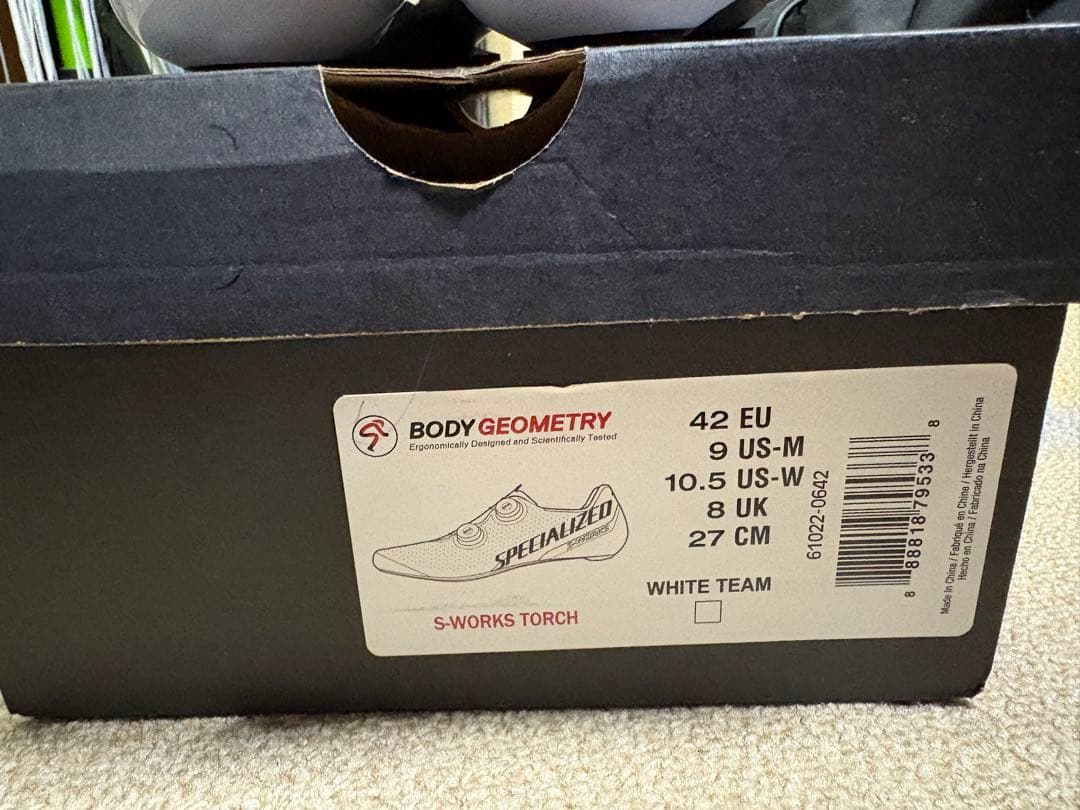 BODY GEOMETRY
Ergonomically Designed and Scientifically Tested
SPECIALIZED
S-WORKS TORCH
42 EU
9 US-M
10.5 US-W
8 UK
27 CM
WHITE TEAM
61022-0642
8 88818 79533 8
Made in China / Fabriqué en China / Hergestellt in China
Hecho en China / Fabricado na China